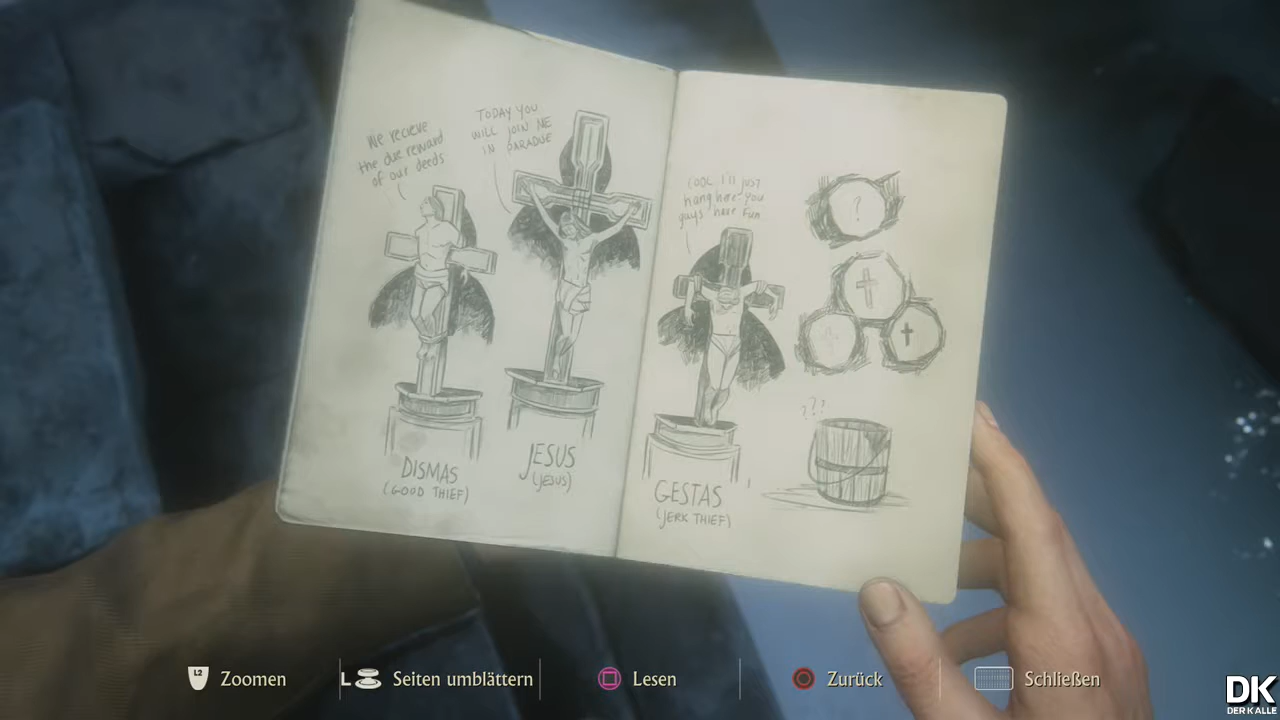 We recieve
the due reward
of our deeds
TODAY YOU
WILL JOIN ME
IN PARADISE
DISMAS
(GOOD THIEF)
JESUS
(JESUS)
COOL I'll just
hang here you
guys have fun
GESTAS
(JERK THIEF)
?
???
L2 Zoomen
L Seiten umblättern
Lesen
Zurück
Schließen
DK
DER KALLE